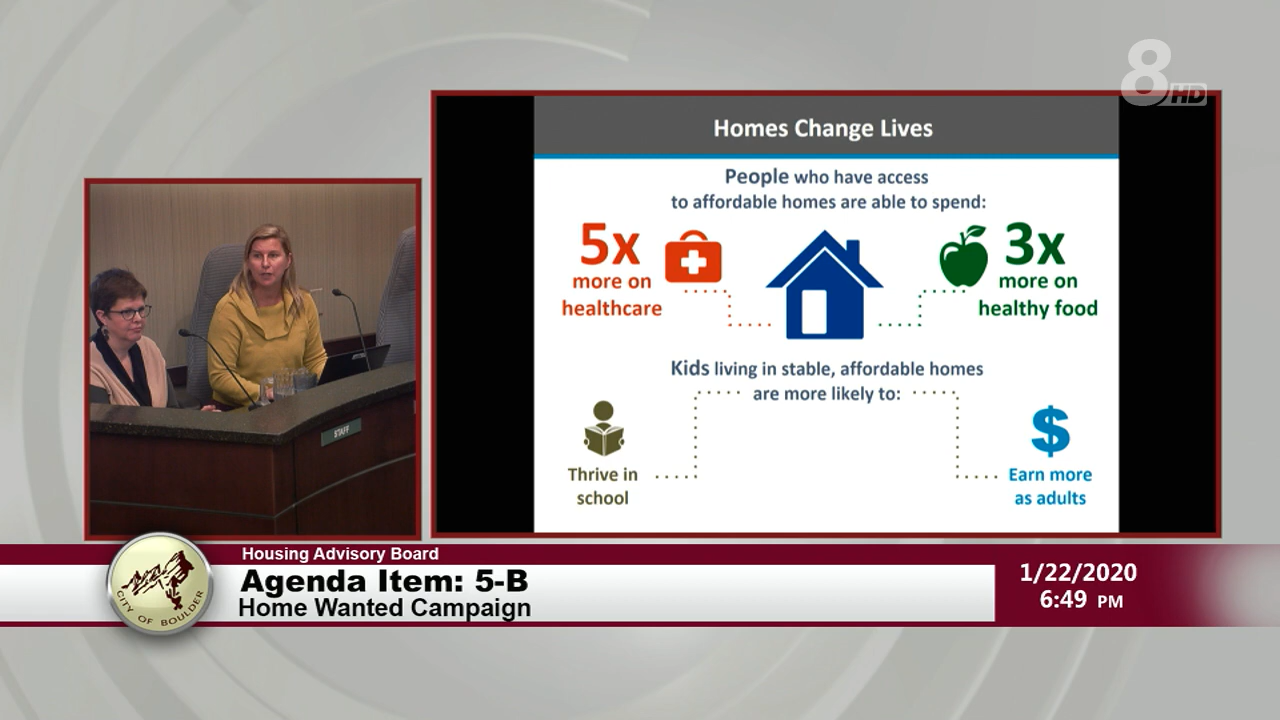 8HD
Homes Change Lives
People who have access
to affordable homes are able to spend:
5x
more on
healthcare
3x
more on
healthy food
Kids living in stable, affordable homes
are more likely to:
Thrive in
school
Earn more
as adults
STAFF
Housing Advisory Board
Agenda Item: 5-B
Home Wanted Campaign
1/22/2020
6:49 PM
CITY OF BOULDER